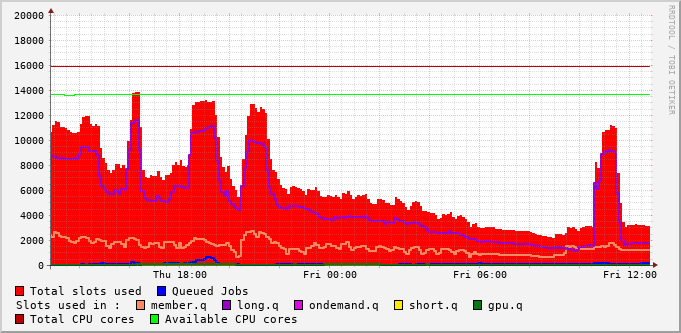 20000
18000
16000
14000
12000
10000
8000
6000
4000
2000
0
Thu 18:00 Fri 00:00 Fri 06:00 Fri 12:00
Total slots used Queued Jobs
Slots used in : member.q long.q ondemand.q short.q gpu.q
Total CPU cores Available CPU cores
RRDTOOL / TOBI OETIKER